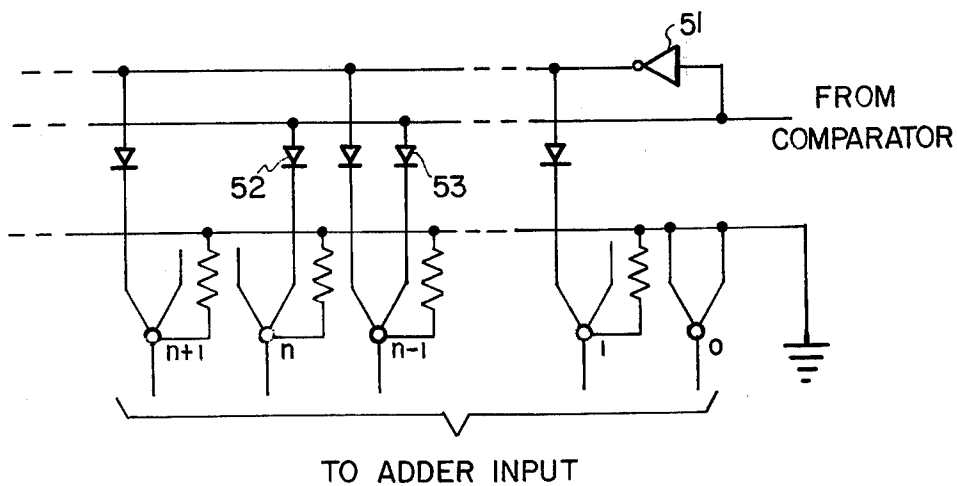 51
FROM
COMPARATOR
52
53
n+1
n
n-1
1
0
TO ADDER INPUT